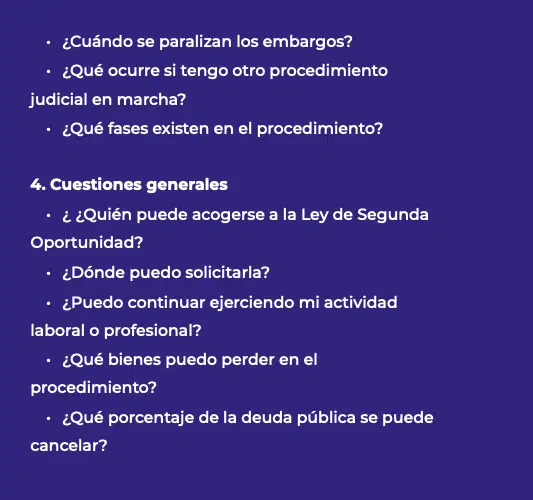 • ¿Cuándo se paralizan los embargos?
• ¿Qué ocurre si tengo otro procedimiento
judicial en marcha?
• ¿Qué fases existen en el procedimiento?
4. Cuestiones generales
• ¿ ¿Quién puede acogerse a la Ley de Segunda
Oportunidad?
• ¿Dónde puedo solicitarla?
• ¿Puedo continuar ejerciendo mi actividad
laboral o profesional?
• ¿Qué bienes puedo perder en el
procedimiento?
• ¿Qué porcentaje de la deuda pública se puede
cancelar?